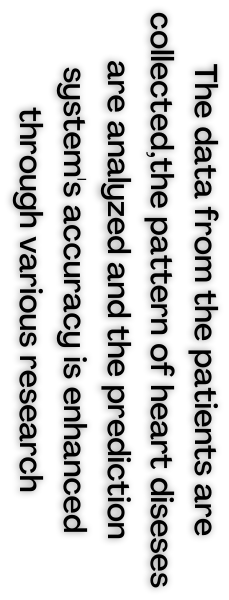 The data from the patients are
collected,the pattern of heart diseses
are analyzed and the prediction
system's accuracy is enhanced
through various research